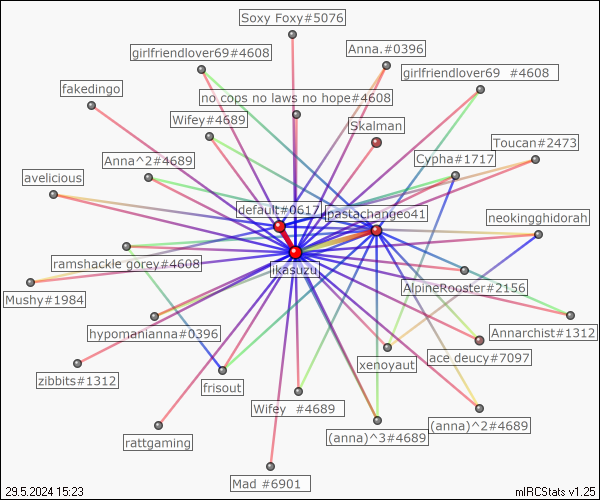 Soxy Foxy#5076
girlfriendlover69#4608
Anna.#0396
girlfriendlover69 #4608
fakedingo
no cops no laws no hope#4608
Wifey#4689
Skalman
Toucan#2473
Anna^2#4689
Cypha#1717
avelicious
default#0617
pastachangeo41
neokingghidorah
ramshackle gorey#4608
ikasuzu
Mushy#1984
AlpineRooster#2156
hypomanianna#0396
Annarchist#1312
xenoyaut
ace deucy#7097
zibbits#1312
frisout
Wifey #4689
(anna)^2#4689
rattgaming
(anna)^3#4689
Mad #6901
29.5.2024 15:23
mIRCStats v1.25